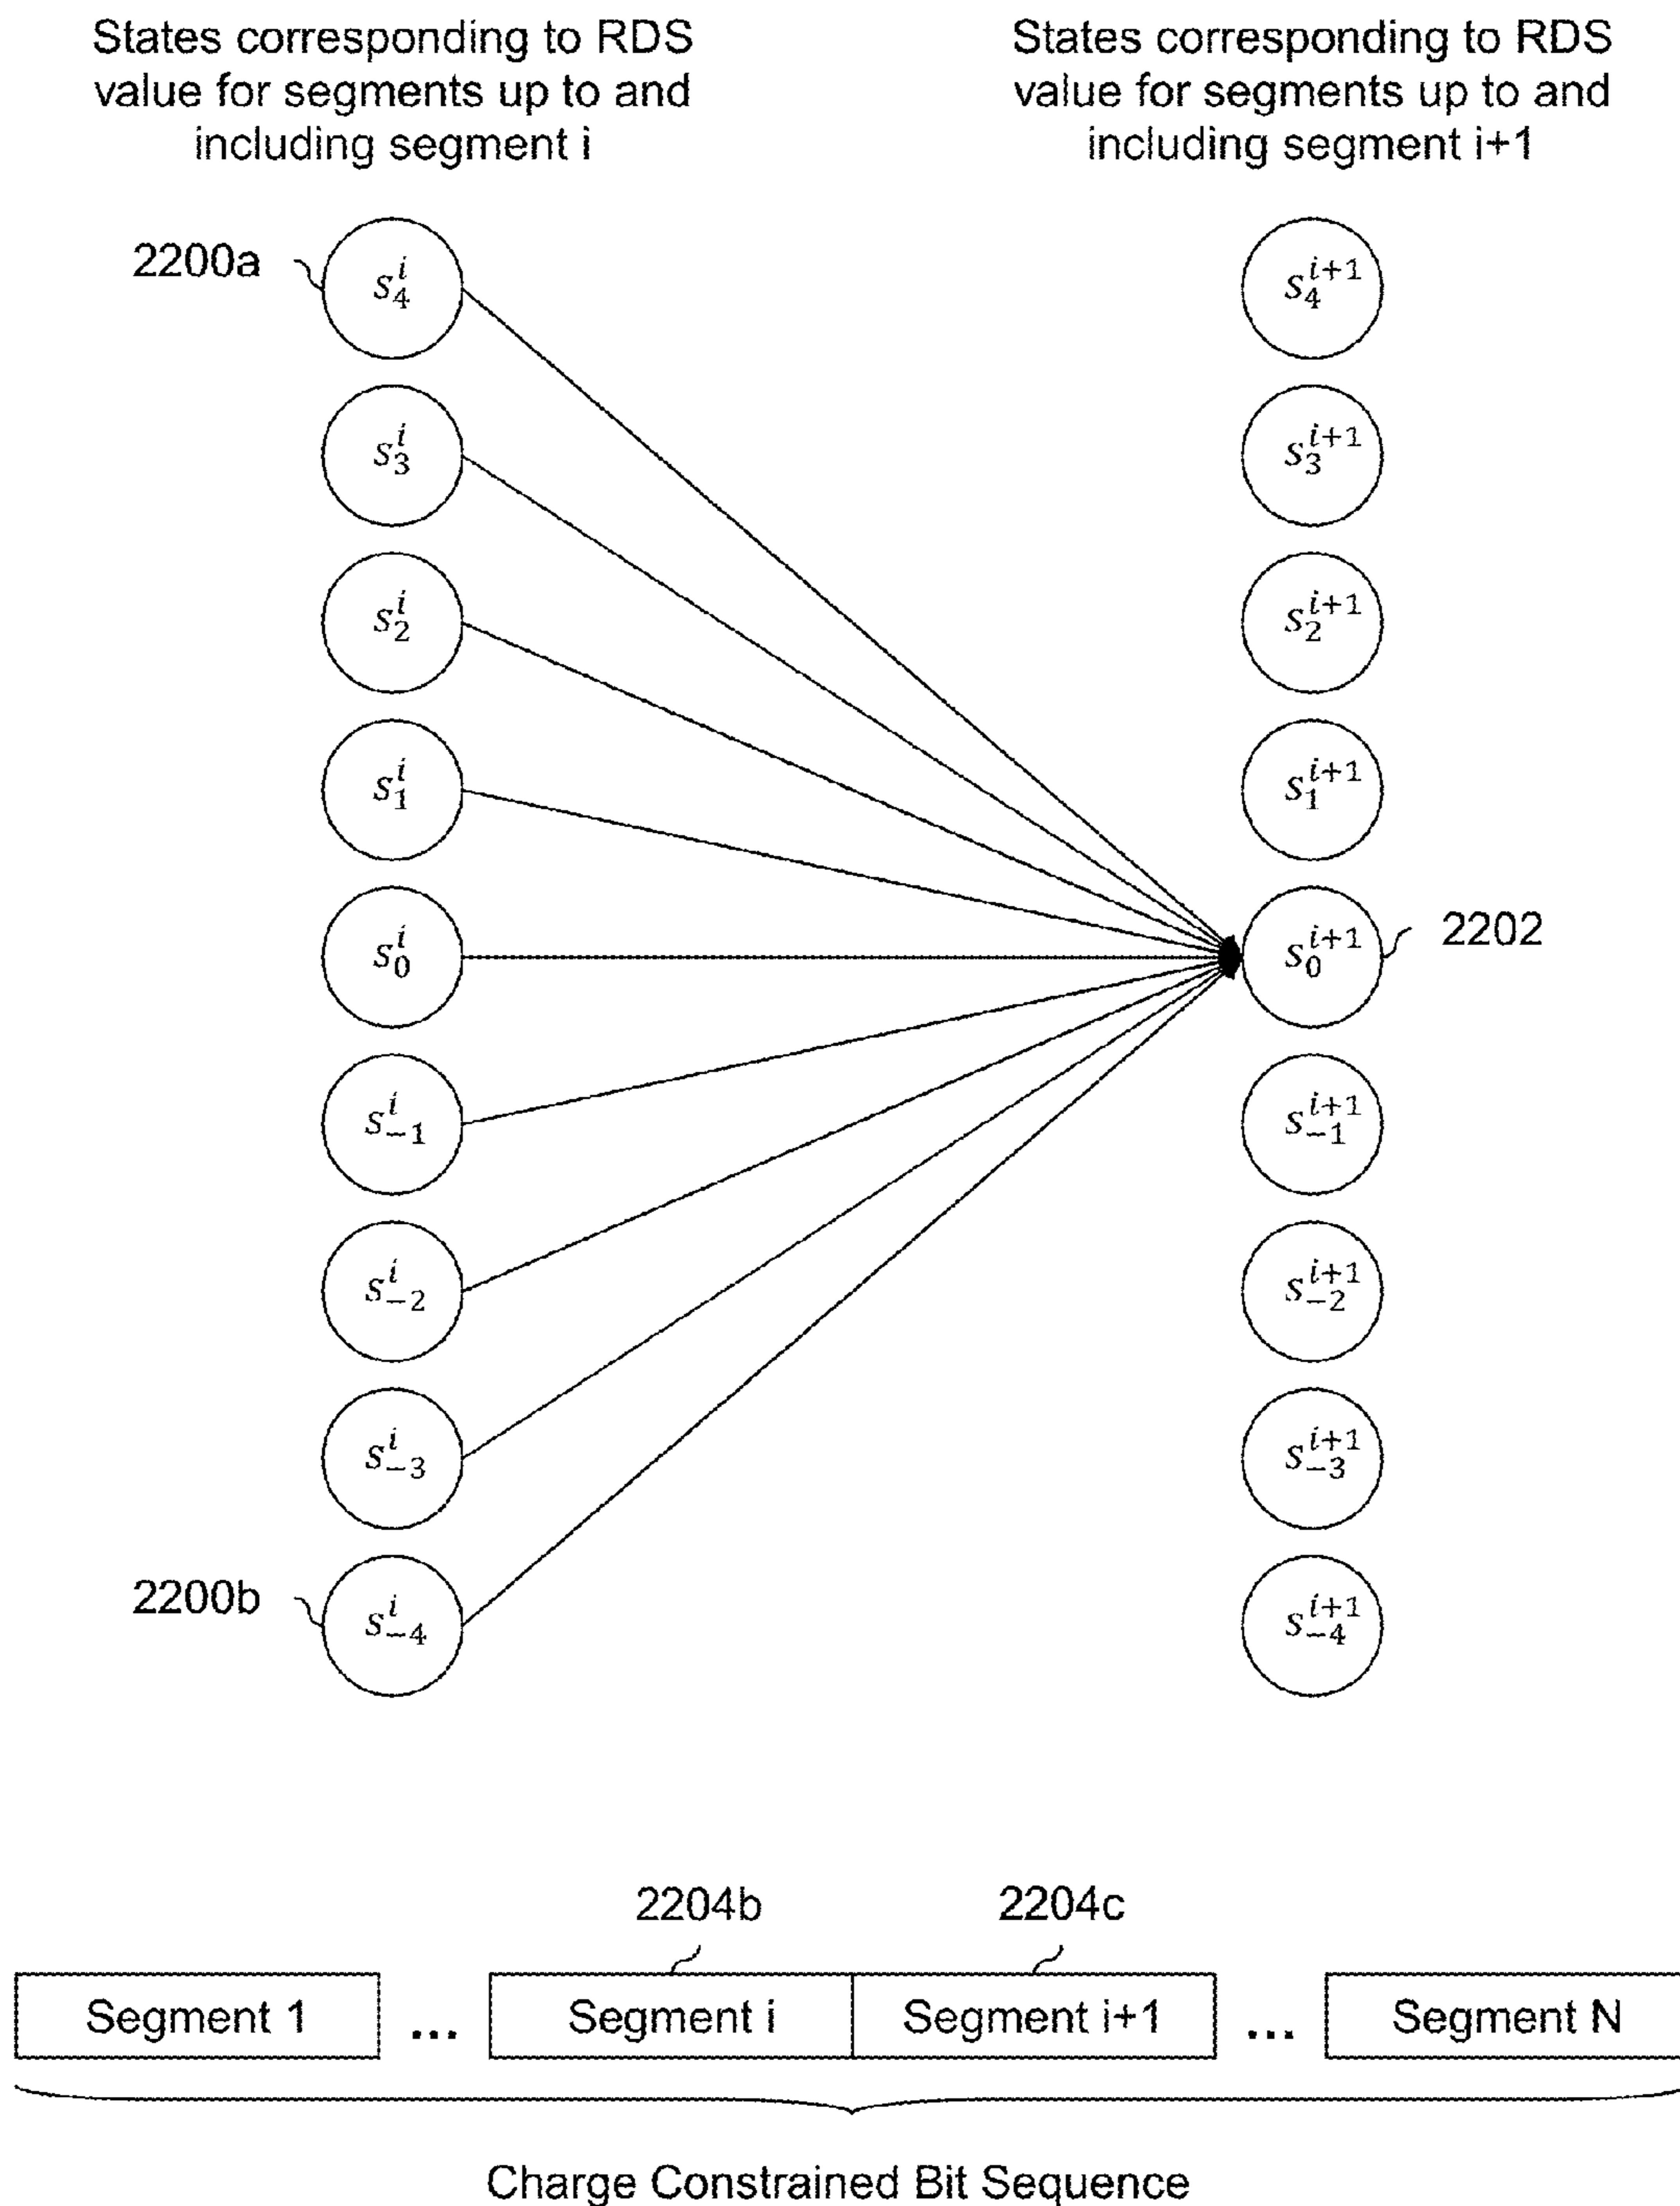 States corresponding to RDS
value for segments up to and
including segment i
States corresponding to RDS
value for segments up to and
including segment i+1
2200a
s_4^i
s_4^{i+1}
s_3^i
s_3^{i+1}
s_2^i
s_2^{i+1}
s_1^i
s_1^{i+1}
s_0^i
s_0^{i+1}
2202
s_{-1}^i
s_{-1}^{i+1}
s_{-2}^i
s_{-2}^{i+1}
s_{-3}^i
s_{-3}^{i+1}
2200b
s_{-4}^i
s_{-4}^{i+1}
2204b
2204c
Segment 1 ... Segment i Segment i+1 ... Segment N
Charge Constrained Bit Sequence